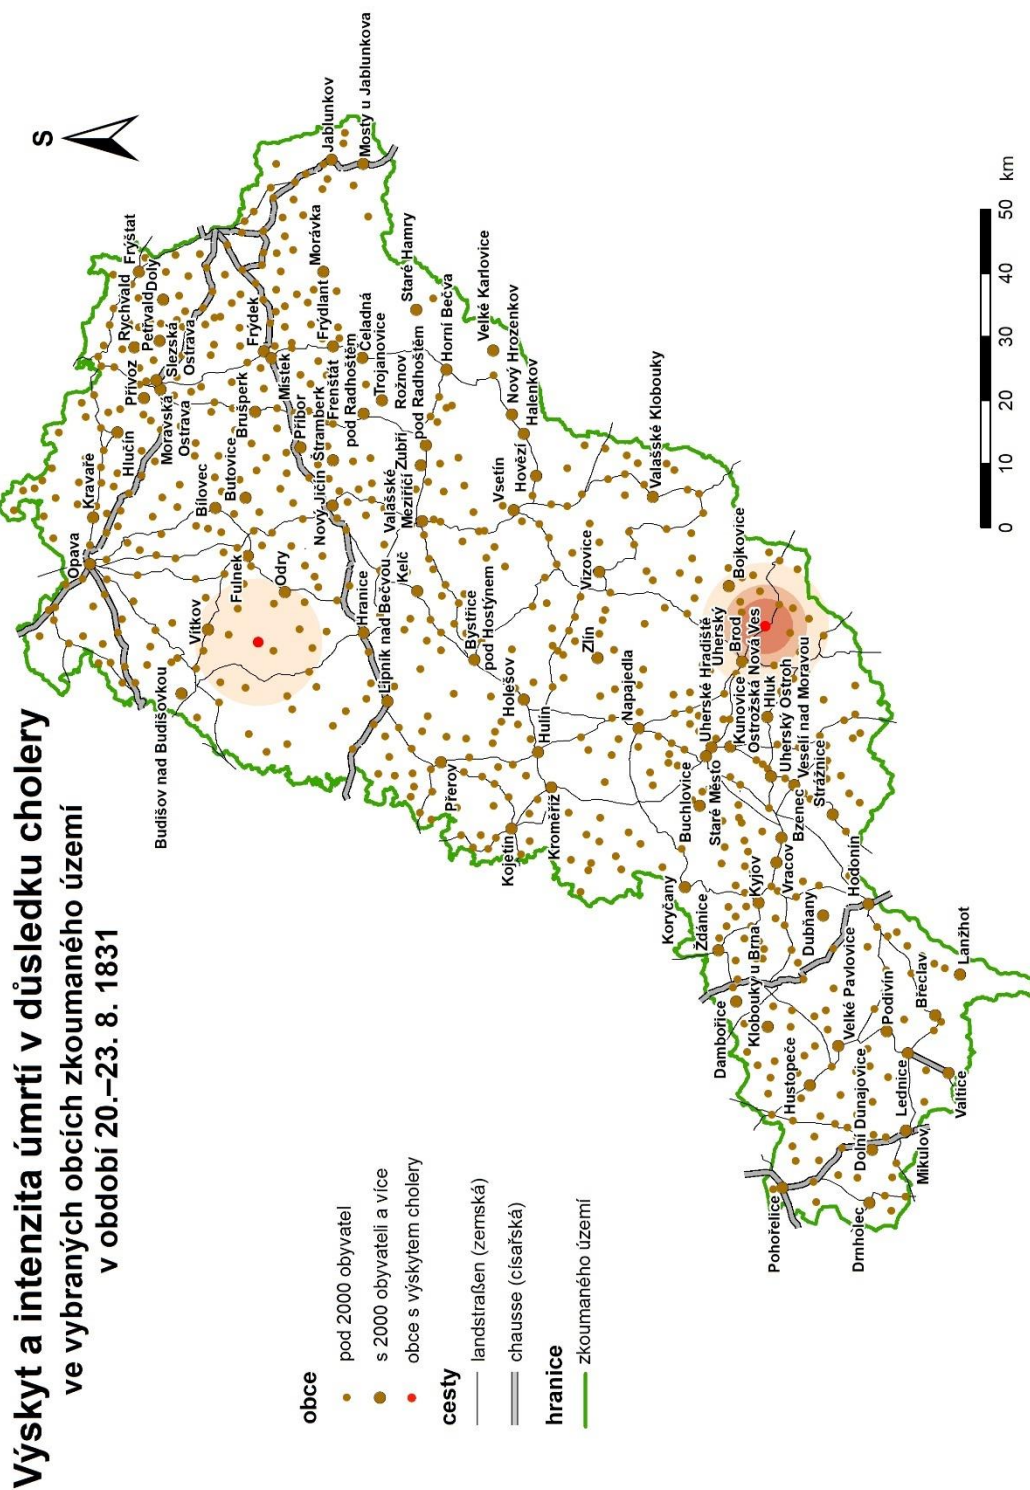 Výskyt a intenzita úmrtí v důsledku cholery
ve vybraných obcích zkoumaného území
v období 20.–23. 8. 1831
S
obce
pod 2000 obyvatel
s 2000 obyvateli a více
obce s výskytem cholery
cesty
landstraßen (zemská)
chausse (císařská)
hranice
zkoumaného území
0 10 20 30 40 50 km
Opava
Kravaře
Hlučín
Přívoz
Rychvald
Petřvald
Doly
Fryštat
Moravská
Ostrava
Slezská
Ostrava
Budišov nad Budišovkou
Vítkov
Bílovec
Butovice
Fulnek
Odry
Brušperk
Frýdek
Místek
Příbor
Štramberk
Nový Jičín
Frenštát
pod Radhoštěm
Frýdlant
Morávka
Čeladná
Trojanovice
Jablunkov
Mosty u Jablunkova
Staré Hamry
Hranice
Lipník nad Bečvou
Kelč
Valašské
Meziříčí
Zubří
Rožnov
pod Radhoštěm
Horní Bečva
Velké Karlovice
Nový Hrozenkov
Halenkov
Hovězí
Vsetín
Bystřice
pod Hostýnem
Přerov
Holešov
Hulín
Kojetín
Kroměříž
Vizovice
Zlín
Valašské Klobouky
Napajedla
Bojkovice
Uherské Hradiště
Uherský
Brod
Kunovice
Ostrožská Nová Ves
Hluk
Uherský Ostroh
Veselí nad Moravou
Strážnice
Buchlovice
Staré Město
Bzenec
Vracov
Kyjov
Koryčany
Ždánice
Hodonín
Dubňany
Dambořice
Klobouky u Brna
Velké Pavlovice
Hustopeče
Podivín
Břeclav
Lanžhot
Lednice
Valtice
Dolní Dunajovice
Mikulov
Pohořelice
Drnholec